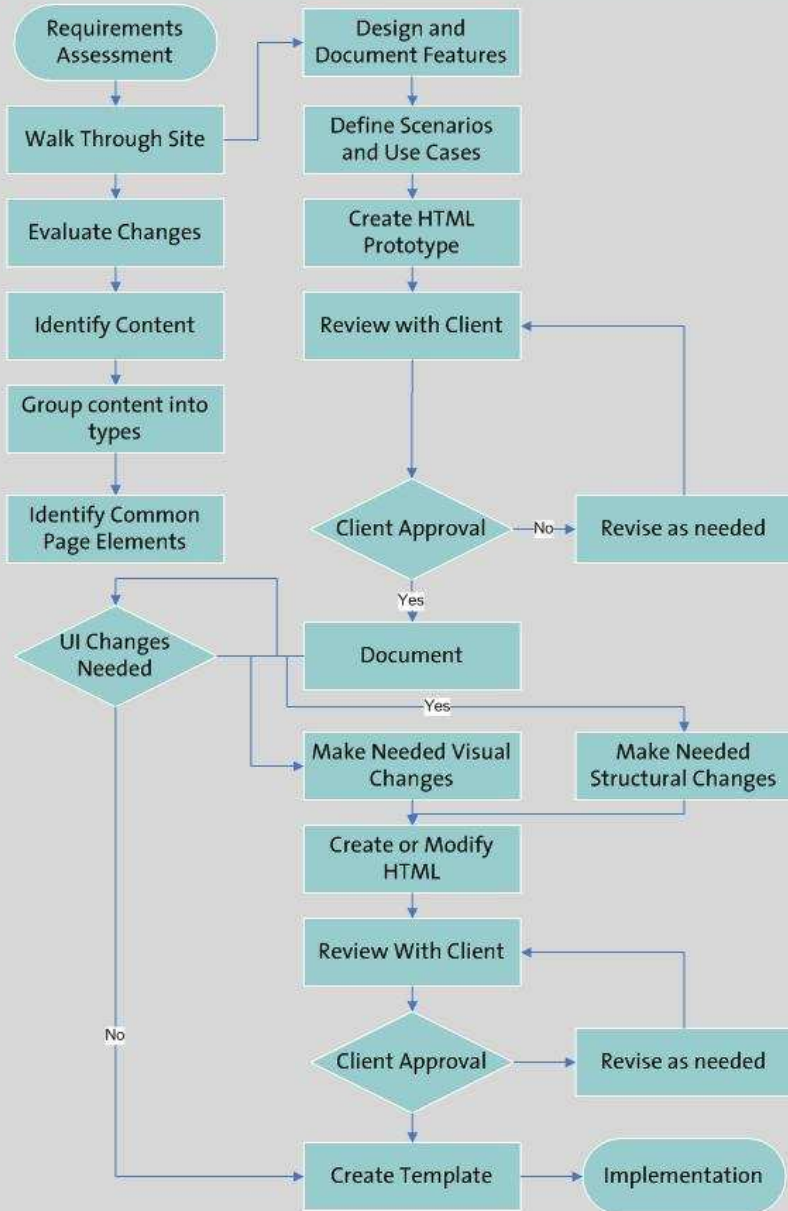 Requirements
Assessment
Design and
Document Features
Walk Through Site
Define Scenarios
and Use Cases
Evaluate Changes
Create HTML
Prototype
Identify Content
Review with Client
Group content into
types
Identify Common
Page Elements
Client Approval
No
Revise as needed
Yes
UI Changes
Needed
Document
Yes
Make Needed Visual
Changes
Make Needed
Structural Changes
Create or Modify
HTML
Review With Client
No
Client Approval
Revise as needed
Create Template
Implementation